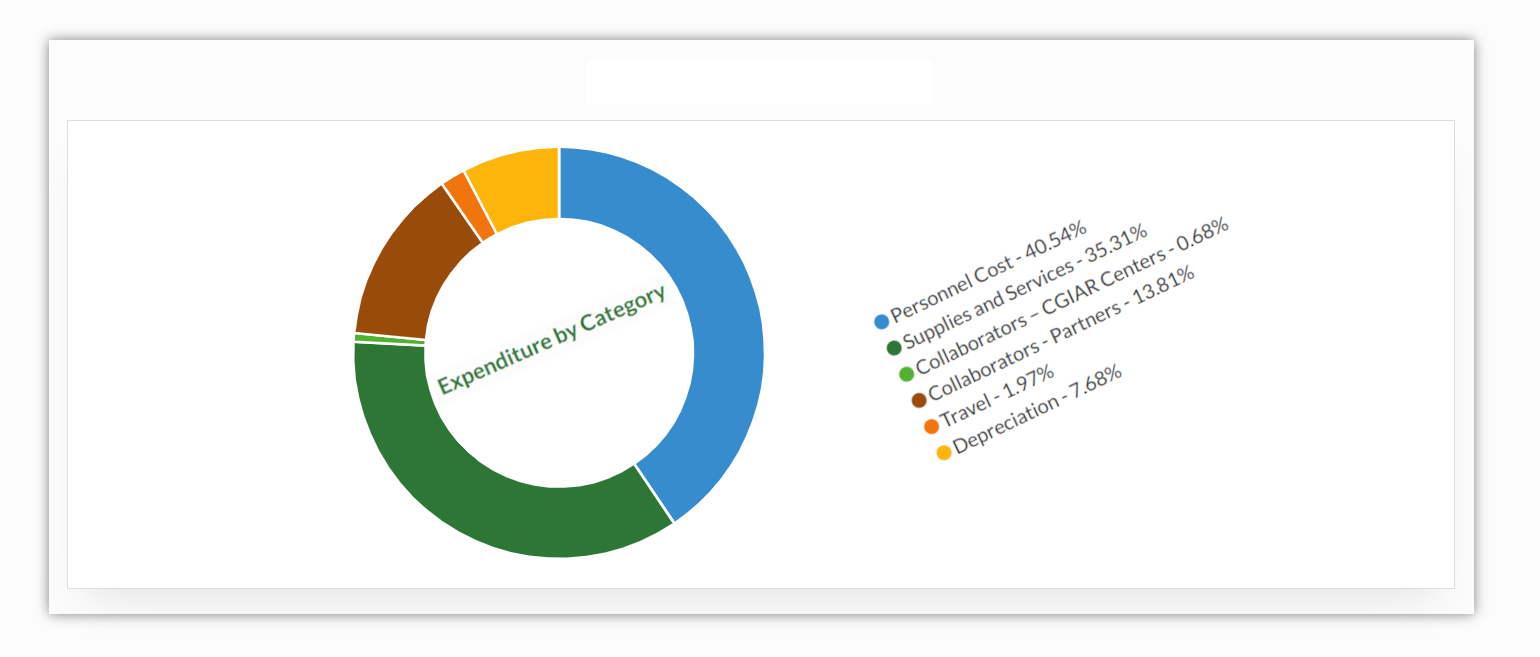 Expenditure by Category
Personnel Cost - 40.54%
Supplies and Services - 35.31%
Collaborators – CGIAR Centers - 0.68%
Collaborators - Partners - 13.81%
Travel - 1.97%
Depreciation - 7.68%